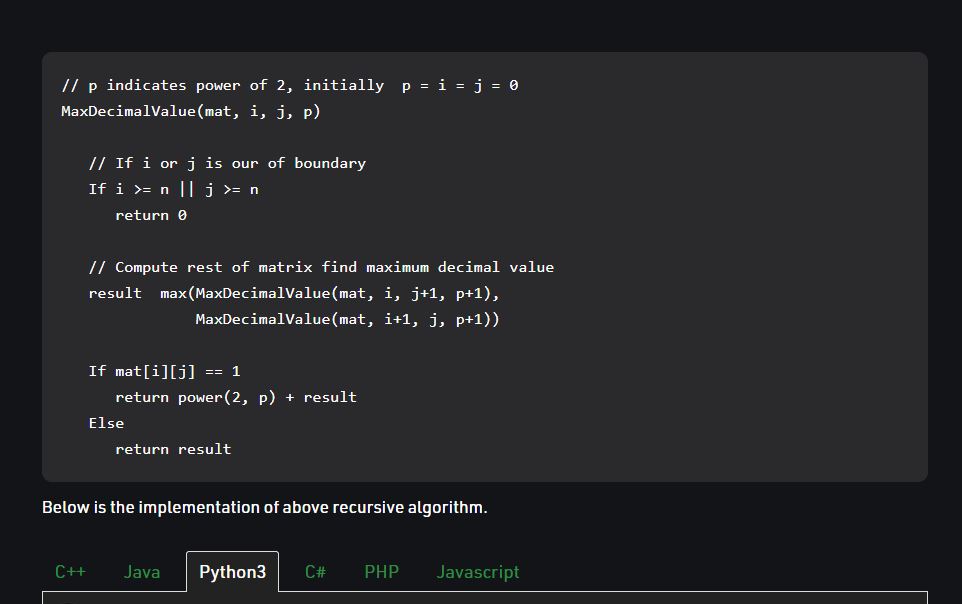 // p indicates power of 2, initially  p = i = j = 0
MaxDecimalValue(mat, i, j, p)
// If i or j is our of boundary
If i >= n || j >= n
return 0
// Compute rest of matrix find maximum decimal value
result  max(MaxDecimalValue(mat, i, j+1, p+1),
MaxDecimalValue(mat, i+1, j, p+1))
If mat[i][j] == 1
return power(2, p) + result
Else
return result
Below is the implementation of above recursive algorithm.
C++ Java Python3 C# PHP Javascript